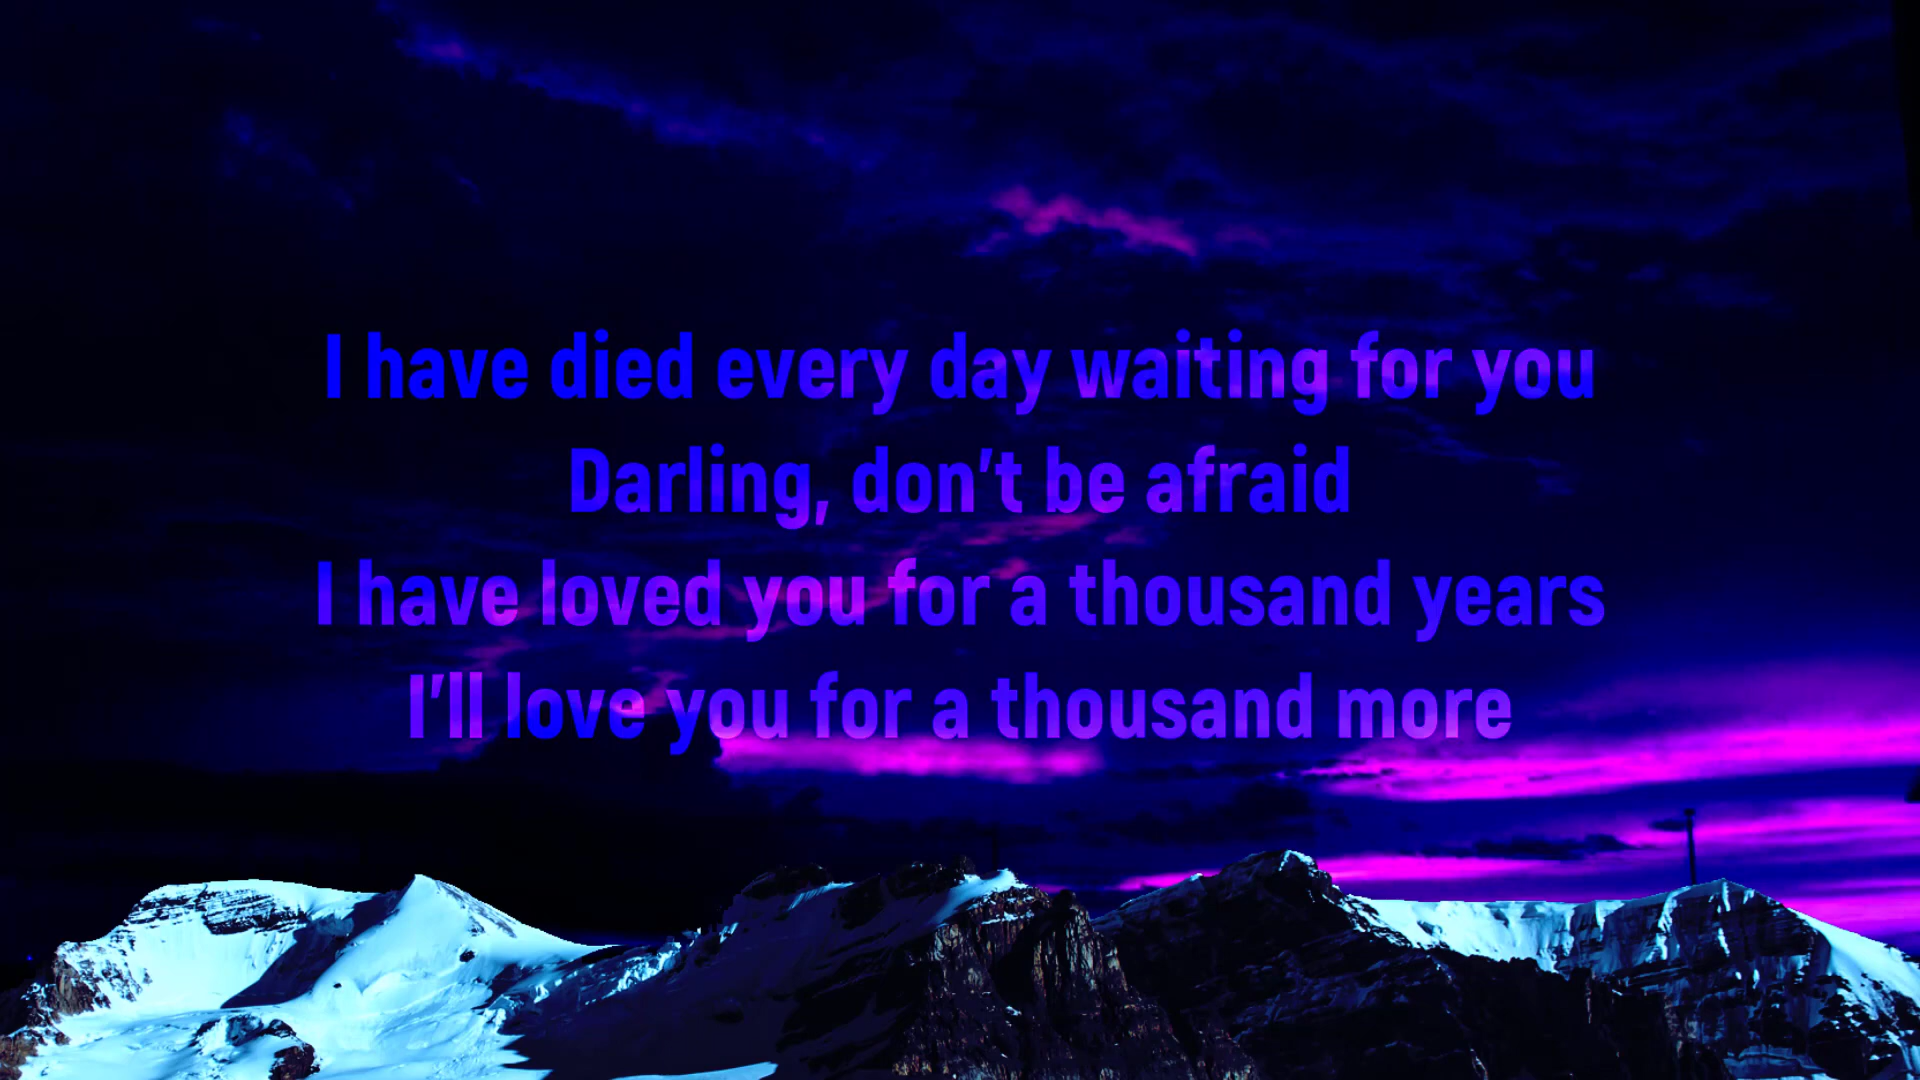 I have died every day waiting for you
Darling, don't be afraid
I have loved you for a thousand years
I'll love you for a thousand more